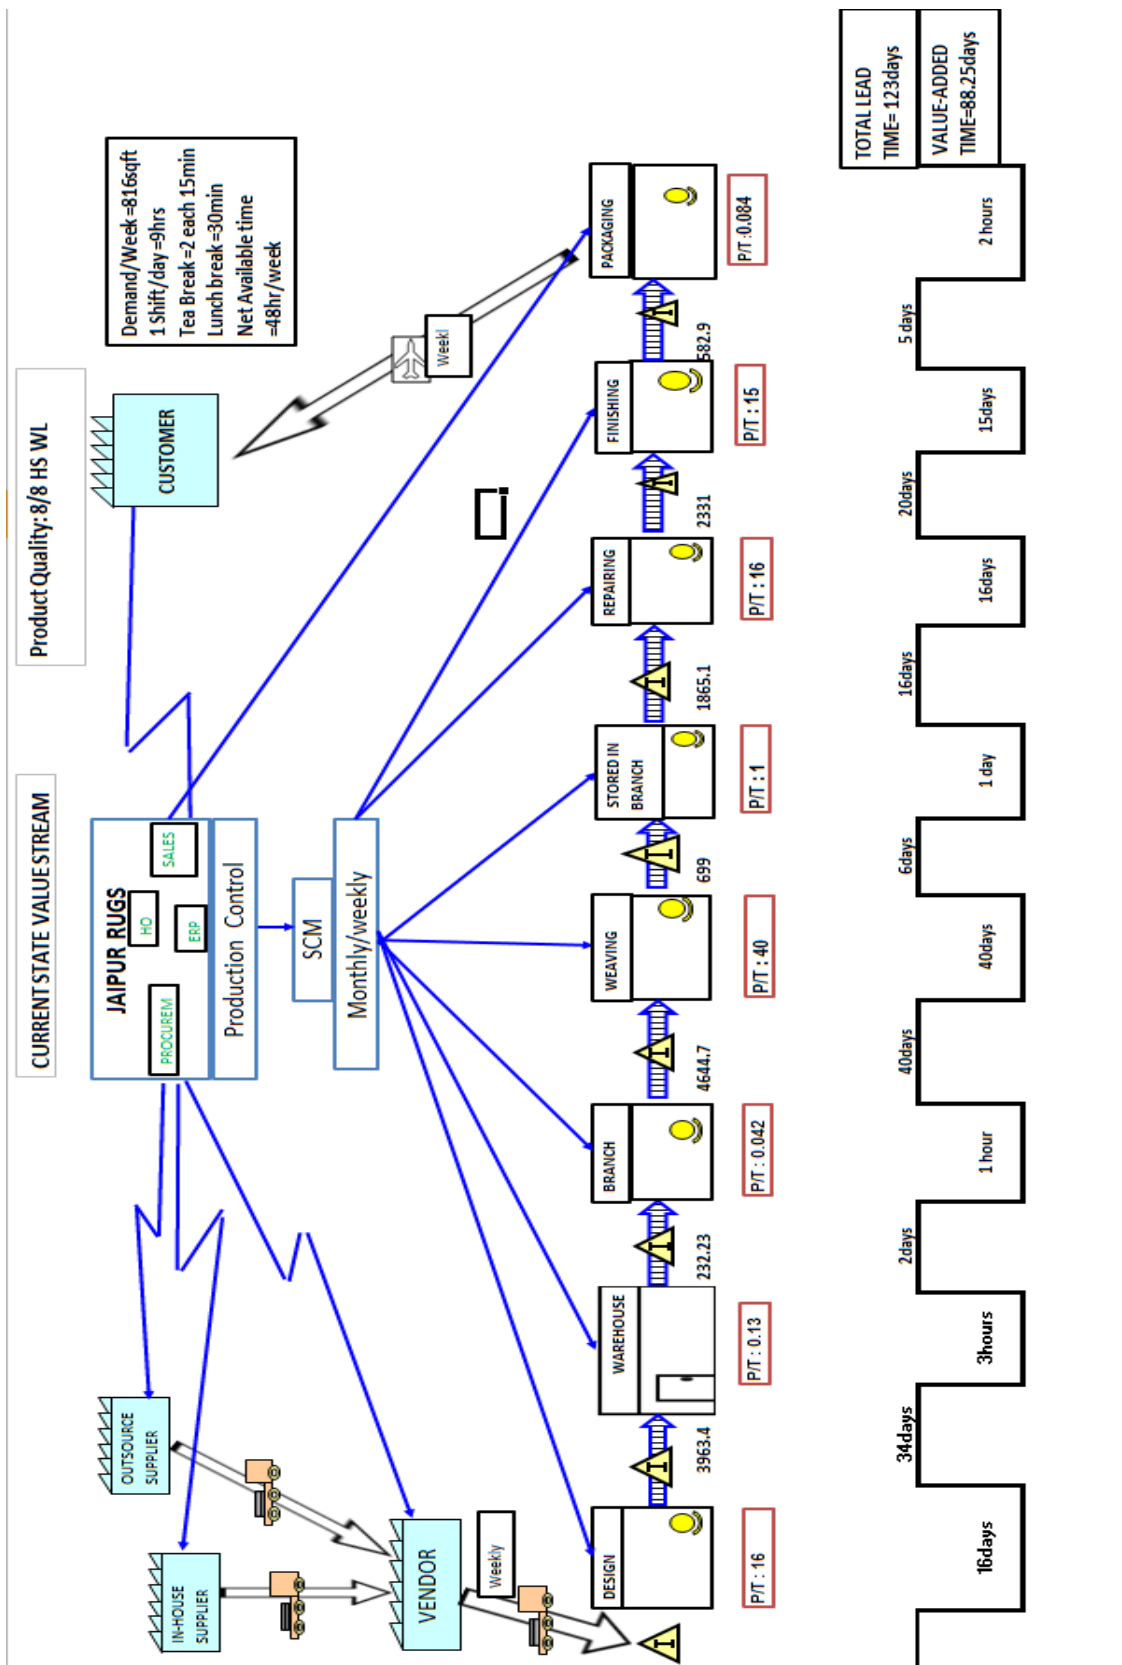 CURRENT STATE VALUE STREAM
Product Quality: 8/8 HS WL
JAIPUR RUGS
PROCUREM
HO
ERP
SALES
Production Control
SCM
Monthly/weekly
CUSTOMER
Demand/Week=816sqft
1 Shift/day=9hrs
Tea Break=2 each 15min
Lunch break=30min
Net Available time
=48hr/week
OUTSOURCE
SUPPLIER
IN-HOUSE
SUPPLIER
VENDOR
Weekly
Weekl
DESIGN
WAREHOUSE
BRANCH
WEAVING
STORED IN
BRANCH
REPAIRING
FINISHING
PACKAGING
I
I
I
I
I
I
I
I
3963.4
232.23
4644.7
699
1865.1
2331
582.9
P/T : 16
P/T : 0.13
P/T : 0.042
P/T : 40
P/T : 1
P/T : 16
P/T : 15
P/T :0.084
34days
2days
40days
6days
16days
20days
5 days
16days
3hours
1 hour
40days
1 day
16days
15days
2 hours
TOTAL LEAD
TIME= 123days
VALUE-ADDED
TIME=88.25days